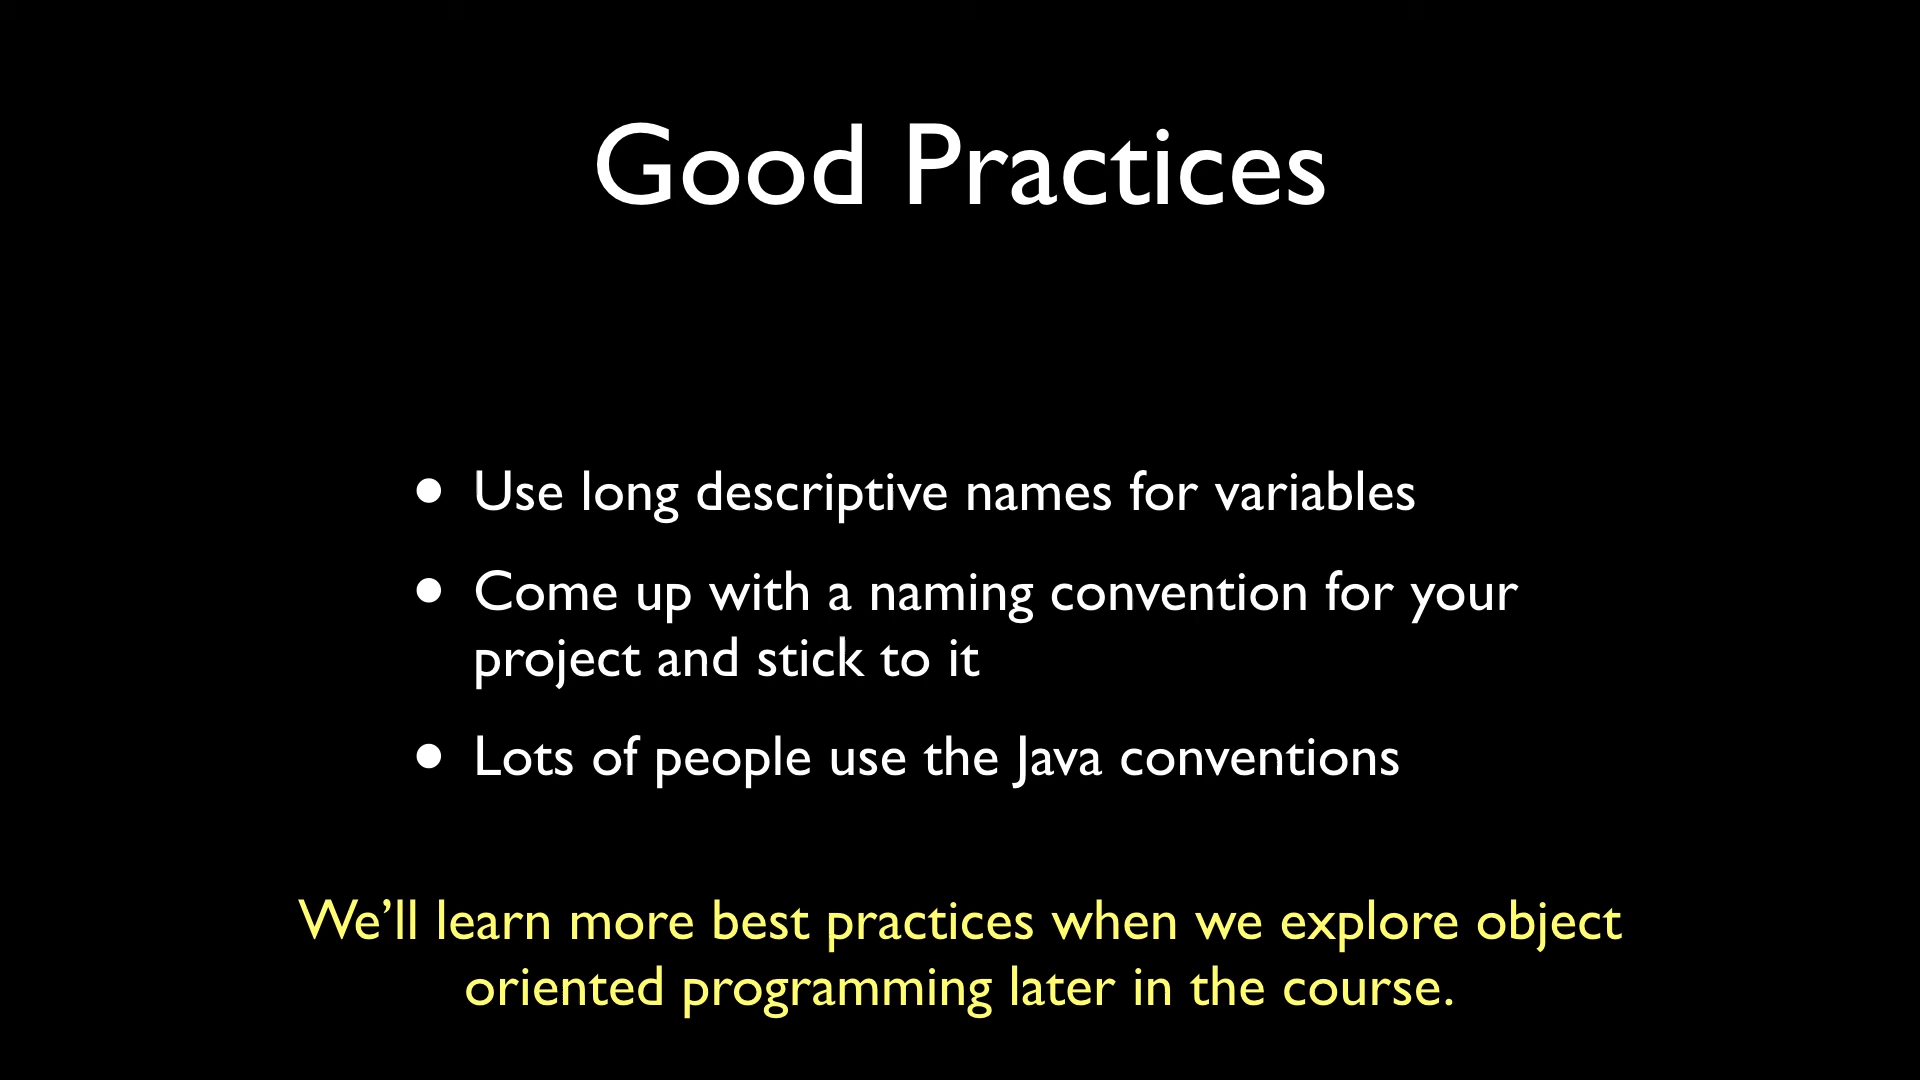 Good Practices
• Use long descriptive names for variables
• Come up with a naming convention for your
project and stick to it
• Lots of people use the Java conventions
We’ll learn more best practices when we explore object
oriented programming later in the course.